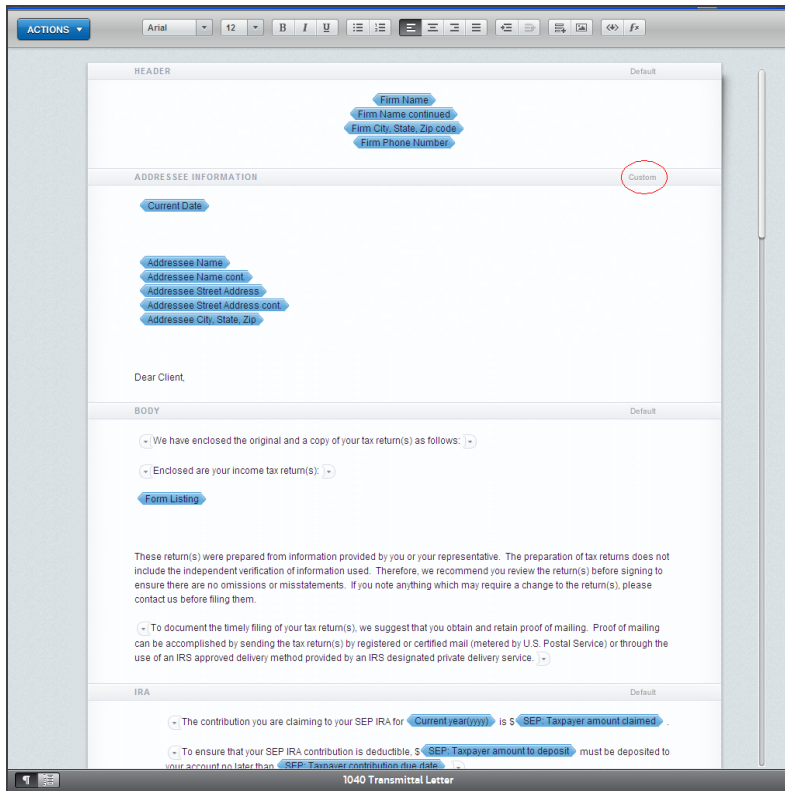 ACTIONS Arial 12 B I U fx
HEADER Default
Firm Name
Firm Name continued
Firm City, State, Zip code
Firm Phone Number
ADDRESSEE INFORMATION Custom
Current Date
Addressee Name
Addressee Name cont.
Addressee Street Address
Addressee Street Address cont.
Addressee City, State, Zip
Dear Client,
BODY Default
We have enclosed the original and a copy of your tax return(s) as follows:
Enclosed are your income tax return(s):
Form Listing
These return(s) were prepared from information provided by you or your representative. The preparation of tax returns does not
include the independent verification of information used. Therefore, we recommend you review the return(s) before signing to
ensure there are no omissions or misstatements. If you note anything which may require a change to the return(s), please
contact us before filing them.
To document the timely filing of your tax return(s), we suggest that you obtain and retain proof of mailing. Proof of mailing
can be accomplished by sending the tax return(s) by registered or certified mail (metered by U.S. Postal Service) or through the
use of an IRS approved delivery method provided by an IRS designated private delivery service.
IRA Default
The contribution you are claiming to your SEP IRA for Current year(yyyy) is $ SEP: Taxpayer amount claimed .
To ensure that your SEP IRA contribution is deductible, $ SEP: Taxpayer amount to deposit must be deposited to
your account no later than SEP: Taxpayer contribution due date
1040 Transmittal Letter